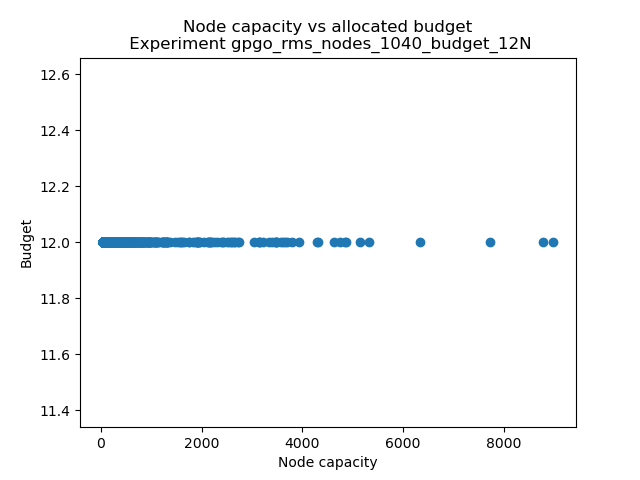 Node capacity vs allocated budget
Experiment gpgo_rms_nodes_1040_budget_12N
12.6
12.4
12.2
12.0
11.8
11.6
11.4
Budget
0 2000 4000 6000 8000
Node capacity